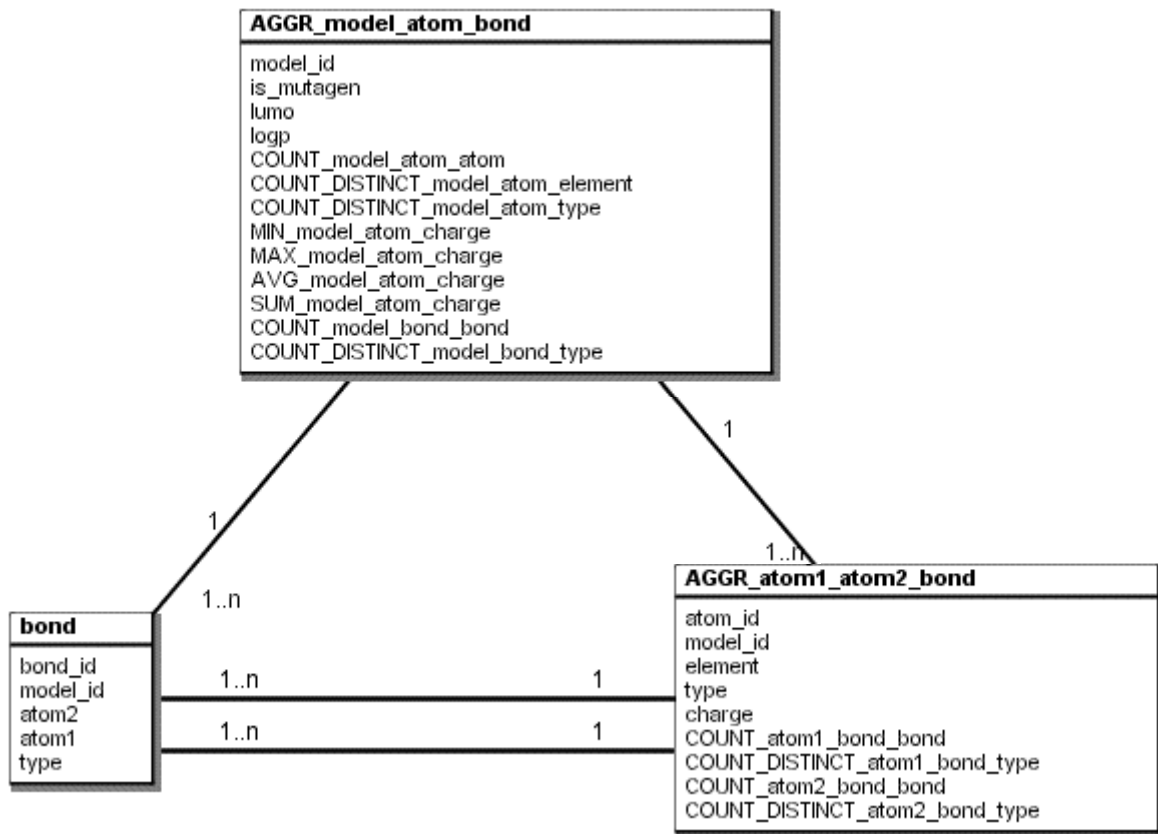 AGGR_model_atom_bond
model_id
is_mutagen
lumo
logp
COUNT_model_atom_atom
COUNT_DISTINCT_model_atom_element
COUNT_DISTINCT_model_atom_type
MIN_model_atom_charge
MAX_model_atom_charge
AVG_model_atom_charge
SUM_model_atom_charge
COUNT_model_bond_bond
COUNT_DISTINCT_model_bond_type
1
1
1..n
1..n
bond
bond_id
model_id
atom2
atom1
type
1..n
1
1..n
1
AGGR_atom1_atom2_bond
atom_id
model_id
element
type
charge
COUNT_atom1_bond_bond
COUNT_DISTINCT_atom1_bond_type
COUNT_atom2_bond_bond
COUNT_DISTINCT_atom2_bond_type